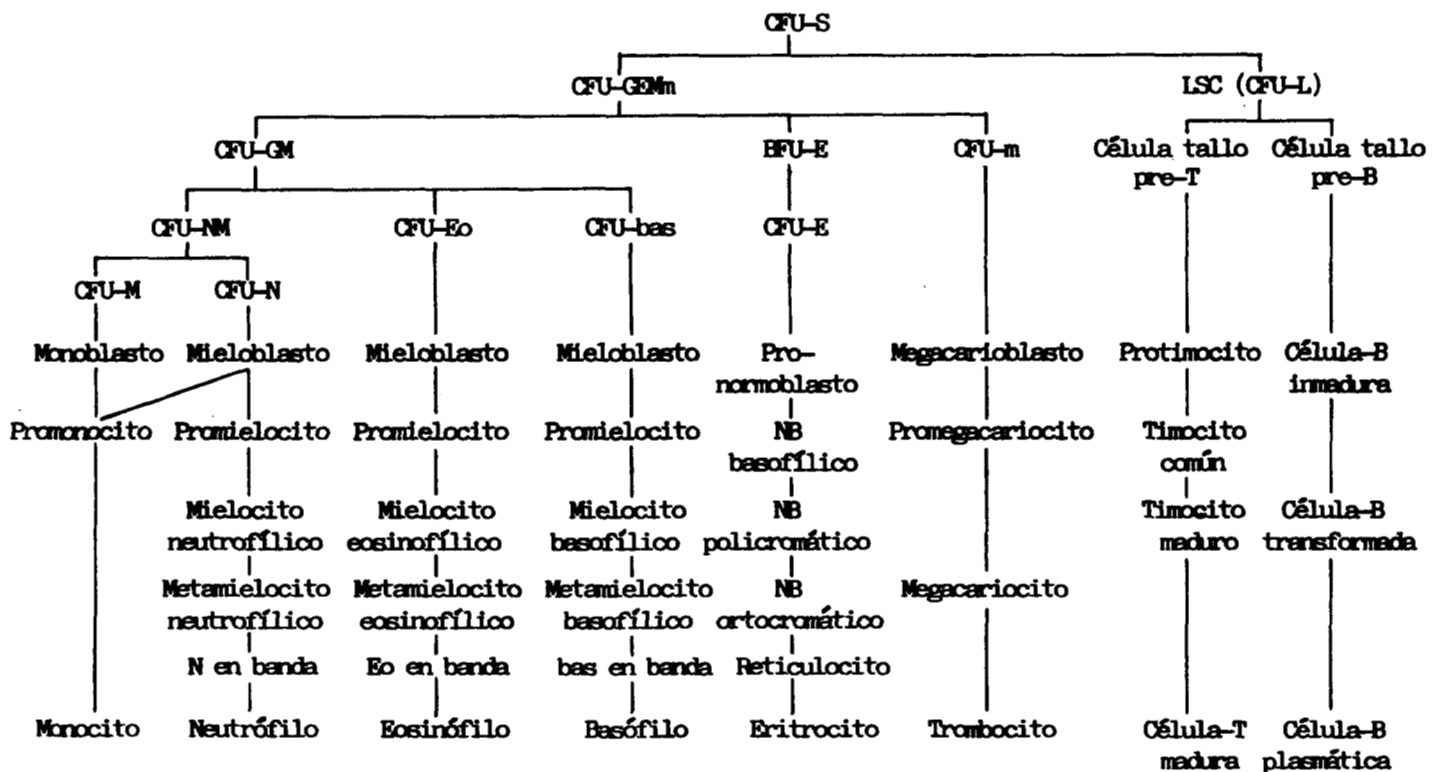 CFU-S
CFU-GEMm LSC (CFU-L)
CFU-GM BFU-E CFU-m Célula tallo Célula tallo
pre-T pre-B
CFU-NM CFU-Eo CFU-bas CFU-E
CFU-M CFU-N
Monoblasto Mieloblasto Mieloblasto Mieloblasto Pro- Megacarioblasto Protimocito Célula-B
normoblasto inmadura
Promonocito Promielocito Promielocito Promielocito NB Promegacariocito Timocito
basofílico común
Mielocito Mielocito Mielocito NB Timocito Célula-B
neutrofílico eosinofílico basofílico policromático maduro transformada
Metamielocito Metamielocito Metamielocito NB Megacariocito
neutrofílico eosinofílico basofílico ortocromático
N en banda Eo en banda bas en banda Reticulocito
Monocito Neutrófilo Eosinófilo Basófilo Eritrocito Trombocito Célula-T Célula-B
madura plasmática